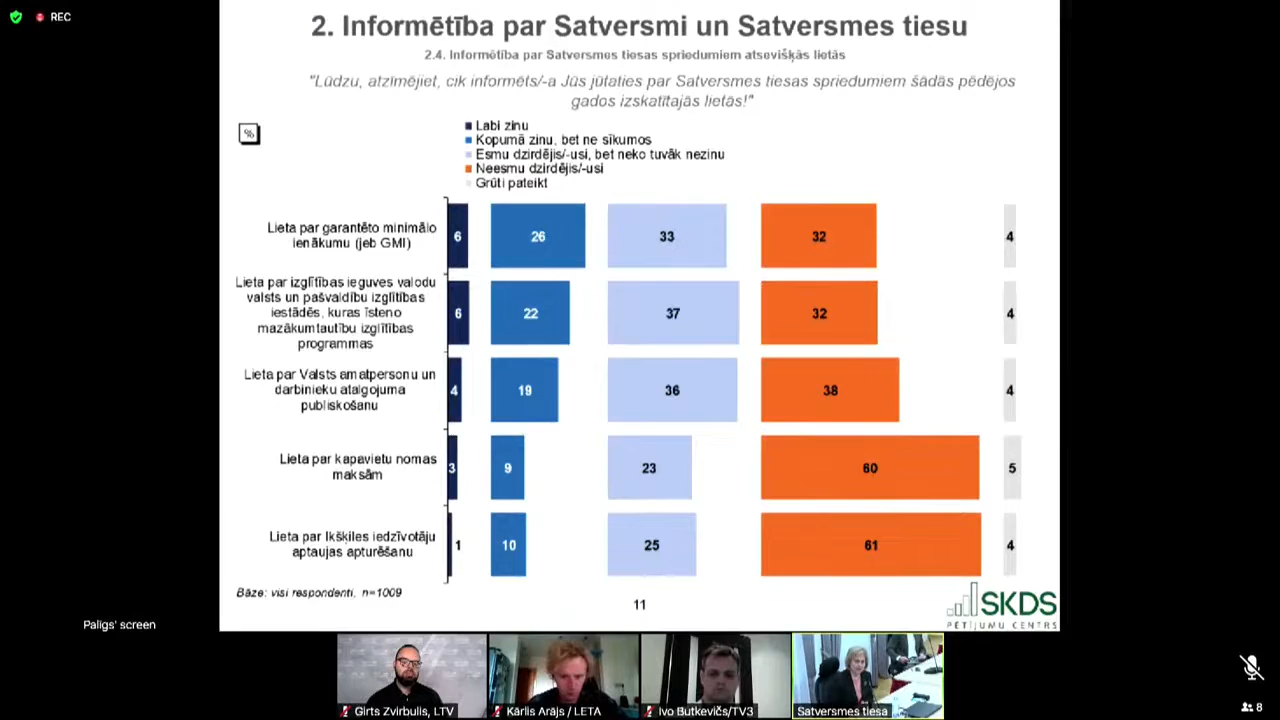 REC
2. Informētība par Satversmi un Satversmes tiesu
2.4. Informētība par Satversmes tiesas spriedumiem atsevišķās lietās
"Lūdzu, atzīmējiet, cik informēts/-a Jūs jūtaties par Satversmes tiesas spriedumiem šādās pēdējos
gados izskatītajās lietās!"
%
Labi zinu
Kopumā zinu, bet ne sīkumos
Esmu dzirdējis/-usi, bet neko tuvāk nezinu
Neesmu dzirdējis/-usi
Grūti pateikt
Lieta par garantēto minimālo
ienākumu (jeb GMI)
6 26 33 32 4
Lieta par izglītības ieguves valodu
valsts un pašvaldību izglītības
iestādēs, kuras īsteno
mazākumtautību izglītības
programmas
6 22 37 32 4
Lieta par Valsts amatpersonu un
darbinieku atalgojuma
publiskošanu
4 19 36 38 4
Lieta par kapavietu nomas
maksām
3 9 23 60 5
Lieta par Ikšķiles iedzīvotāju
aptaujas apturēšanu
1 10 25 61 4
Bāze: visi respondenti, n=1009
11
SKDS
PĒTĪJUMU CENTRS
Palīgs' screen
Girts Zvirbulis, LTV
Kārlis Arājs / LETA
Ivo Butkevičs/TV3
Satversmes tiesa
8